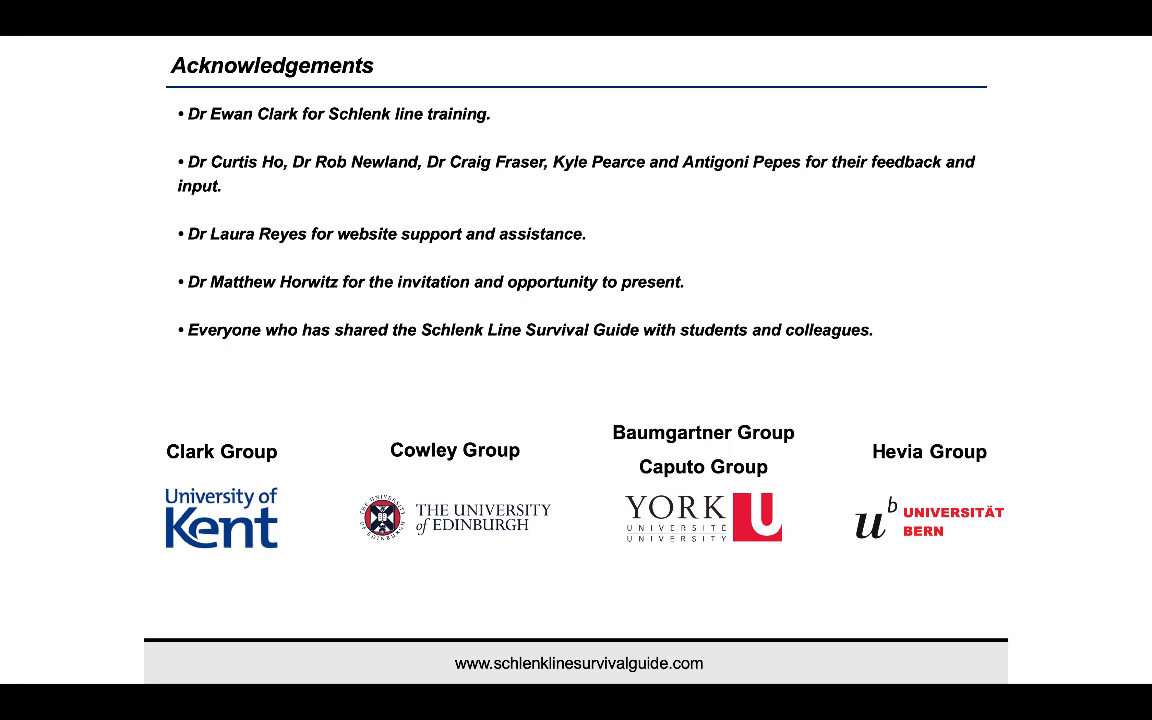 Acknowledgements
• Dr Ewan Clark for Schlenk line training.
• Dr Curtis Ho, Dr Rob Newland, Dr Craig Fraser, Kyle Pearce and Antigoni Pepes for their feedback and
input.
• Dr Laura Reyes for website support and assistance.
• Dr Matthew Horwitz for the invitation and opportunity to present.
• Everyone who has shared the Schlenk Line Survival Guide with students and colleagues.
Clark Group
Cowley Group
Baumgartner Group
Caputo Group
Hevia Group
University of
Kent
THE UNIVERSITY
of EDINBURGH
YORK U
UNIVERSITÉ
UNIVERSITY
u b
UNIVERSITÄT
BERN
www.schlenklinesurvivalguide.com